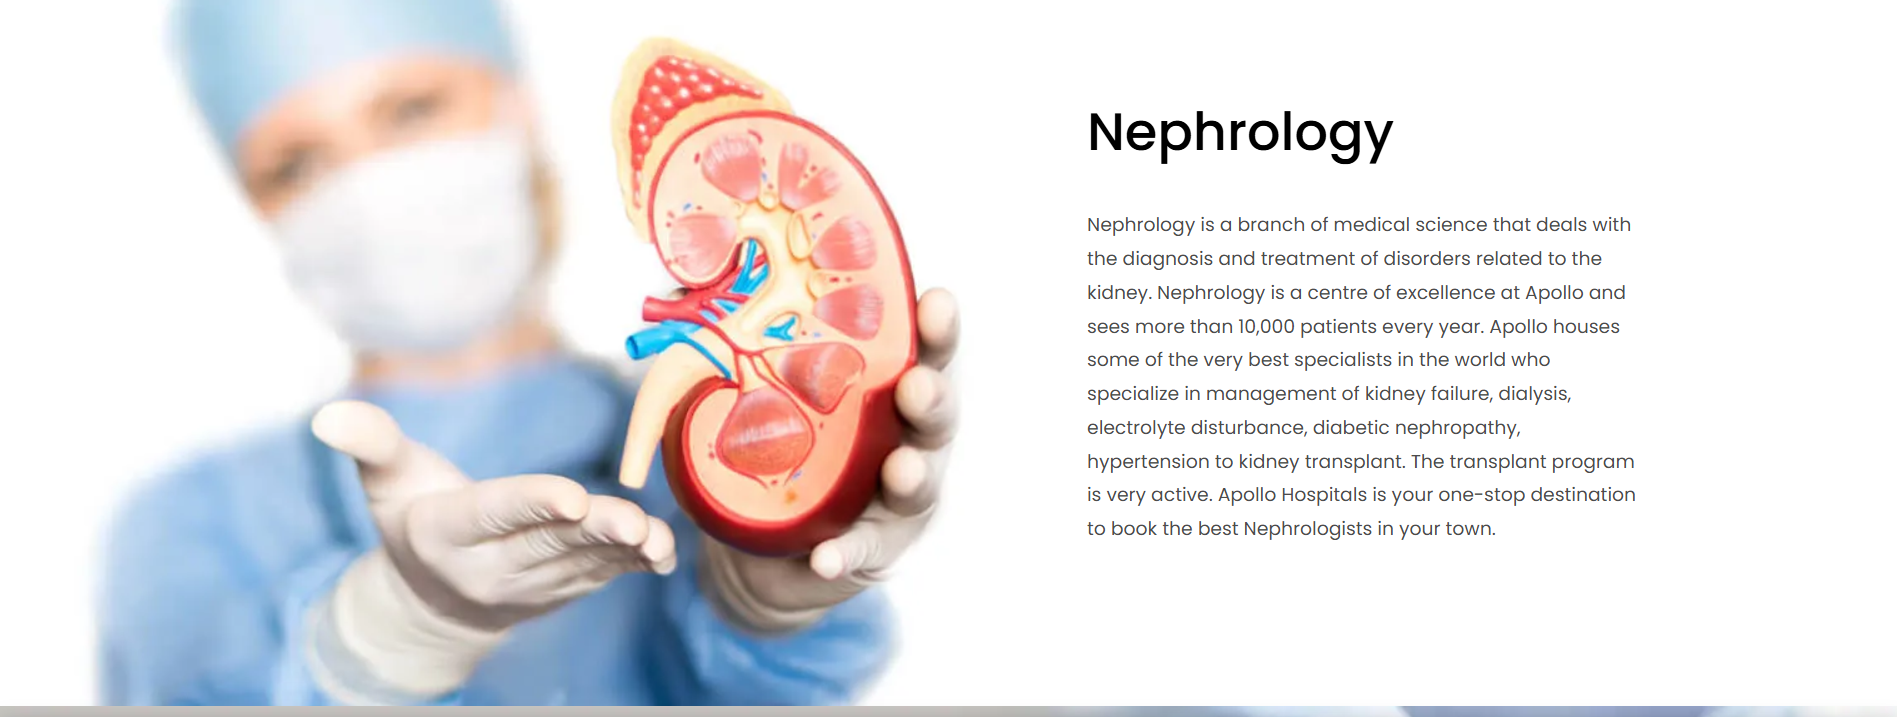 Nephrology
Nephrology is a branch of medical science that deals with
the diagnosis and treatment of disorders related to the
kidney. Nephrology is a centre of excellence at Apollo and
sees more than 10,000 patients every year. Apollo houses
some of the very best specialists in the world who
specialize in management of kidney failure, dialysis,
electrolyte disturbance, diabetic nephropathy,
hypertension to kidney transplant. The transplant program
is very active. Apollo Hospitals is your one-stop destination
to book the best Nephrologists in your town.